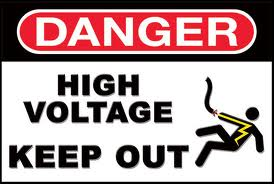 DANGER
HIGH
VOLTAGE
KEEP OUT